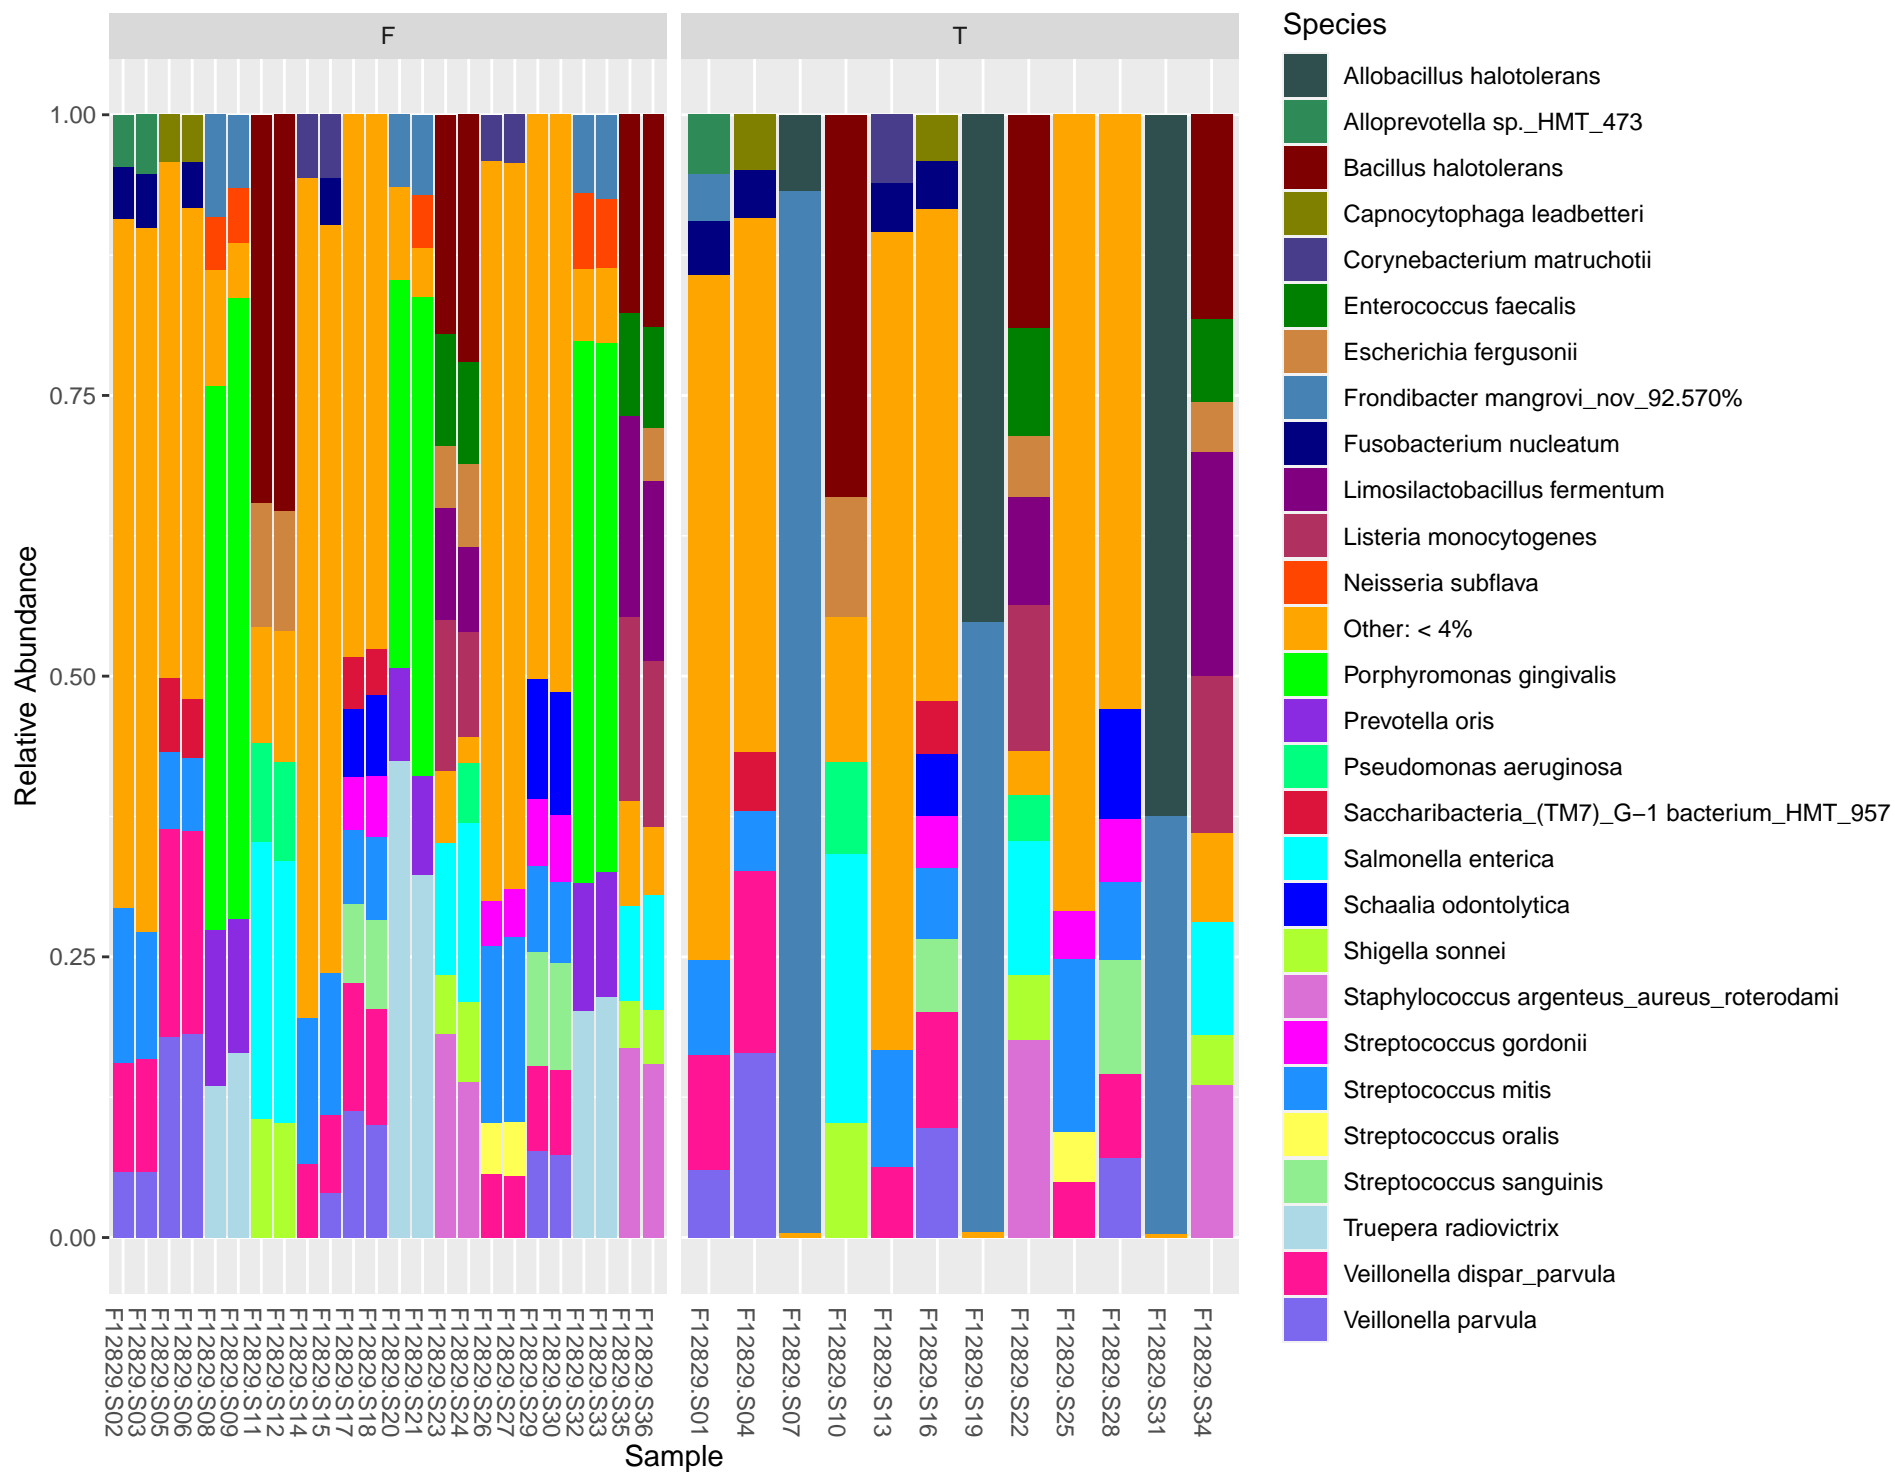 F
T
Species
Allobacillus halotolerans
Alloprevotella sp._HMT_473
Bacillus halotolerans
Capnocytophaga leadbetteri
Corynebacterium matruchotii
Enterococcus faecalis
Escherichia fergusonii
Frondibacter mangrovi_nov_92.570%
Fusobacterium nucleatum
Limosilactobacillus fermentum
Listeria monocytogenes
Neisseria subflava
Other: < 4%
Porphyromonas gingivalis
Prevotella oris
Pseudomonas aeruginosa
Saccharibacteria_(TM7)_G−1 bacterium_HMT_957
Salmonella enterica
Schaalia odontolytica
Shigella sonnei
Staphylococcus argenteus_aureus_roterodami
Streptococcus gordonii
Streptococcus mitis
Streptococcus oralis
Streptococcus sanguinis
Truepera radiovictrix
Veillonella dispar_parvula
Veillonella parvula
Relative Abundance
1.00
0.75
0.50
0.25
0.00
F12829.S02
F12829.S03
F12829.S05
F12829.S06
F12829.S08
F12829.S09
F12829.S11
F12829.S12
F12829.S14
F12829.S15
F12829.S17
F12829.S18
F12829.S20
F12829.S21
F12829.S23
F12829.S24
F12829.S26
F12829.S27
F12829.S29
F12829.S30
F12829.S32
F12829.S33
F12829.S35
F12829.S36
F12829.S01
F12829.S04
F12829.S07
F12829.S10
F12829.S13
F12829.S16
F12829.S19
F12829.S22
F12829.S25
F12829.S28
F12829.S31
F12829.S34
Sample